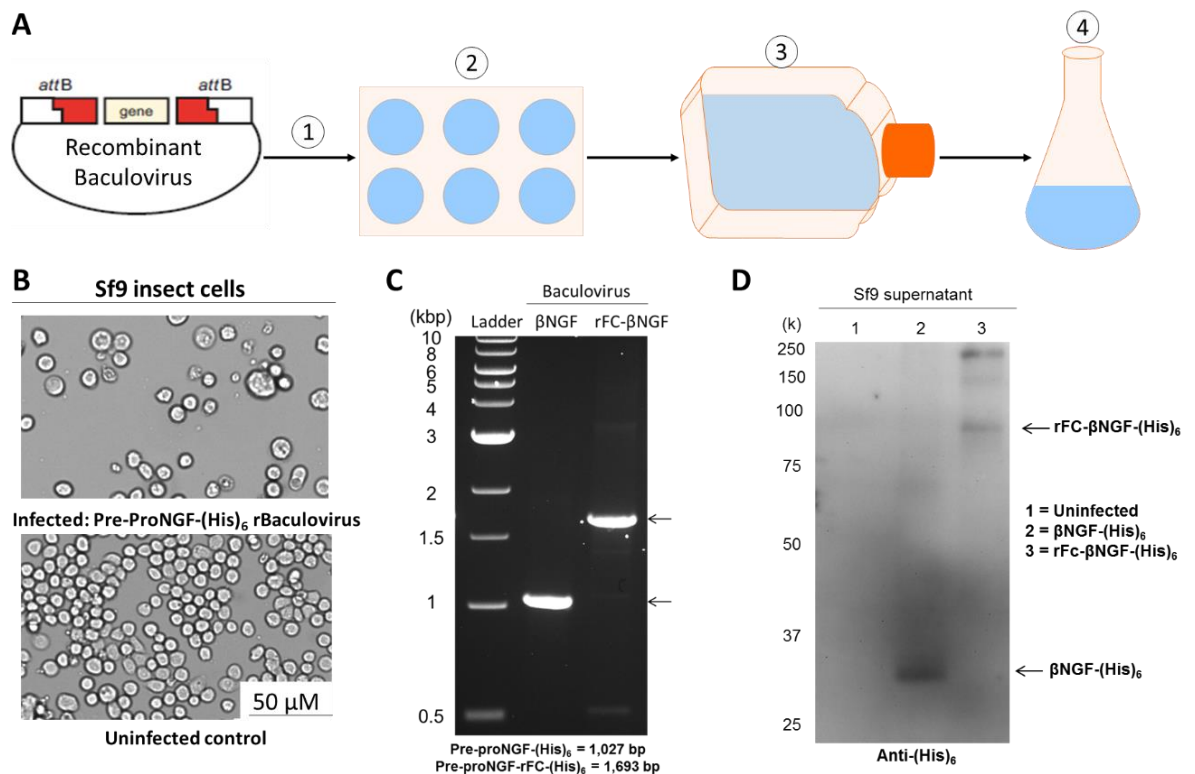 A
1
2
3
4
attB
attB
gene
Recombinant
Baculovirus
B
Sf9 insect cells
Infected: Pre-ProNGF-(His)₆ rBaculovirus
50 µM
Uninfected control
C
Baculovirus
(kbp)
Ladder
βNGF
rFC-βNGF
10
8
6
5
4
3
2
1.5
1
0.5
Pre-proNGF-(His)₆ = 1,027 bp
Pre-proNGF-rFC-(His)₆ = 1,693 bp
D
Sf9 supernatant
(k)
1
2
3
250
150
100
75
50
37
25
rFC-βNGF-(His)₆
1 = Uninfected
2 = βNGF-(His)₆
3 = rFc-βNGF-(His)₆
βNGF-(His)₆
Anti-(His)₆